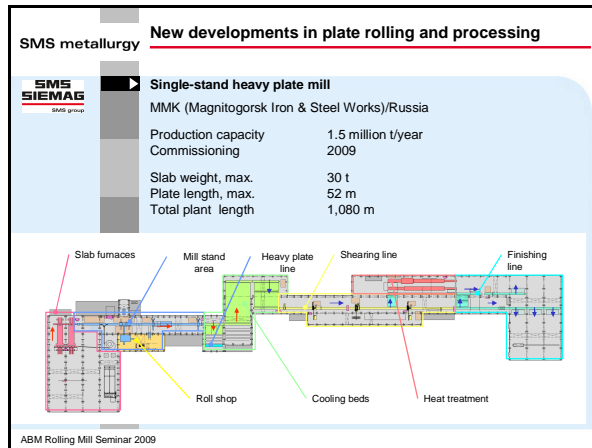 New developments in plate rolling and processing
SMS metallurgy
SMS
SIEMAG
SMS group
Single-stand heavy plate mill
MMK (Magnitogorsk Iron & Steel Works)/Russia
Production capacity 1.5 million t/year
Commissioning 2009
Slab weight, max. 30 t
Plate length, max. 52 m
Total plant length 1,080 m
Slab furnaces
Mill stand
area
Heavy plate
line
Shearing line
Finishing
line
Roll shop
Cooling beds
Heat treatment
ABM Rolling Mill Seminar 2009